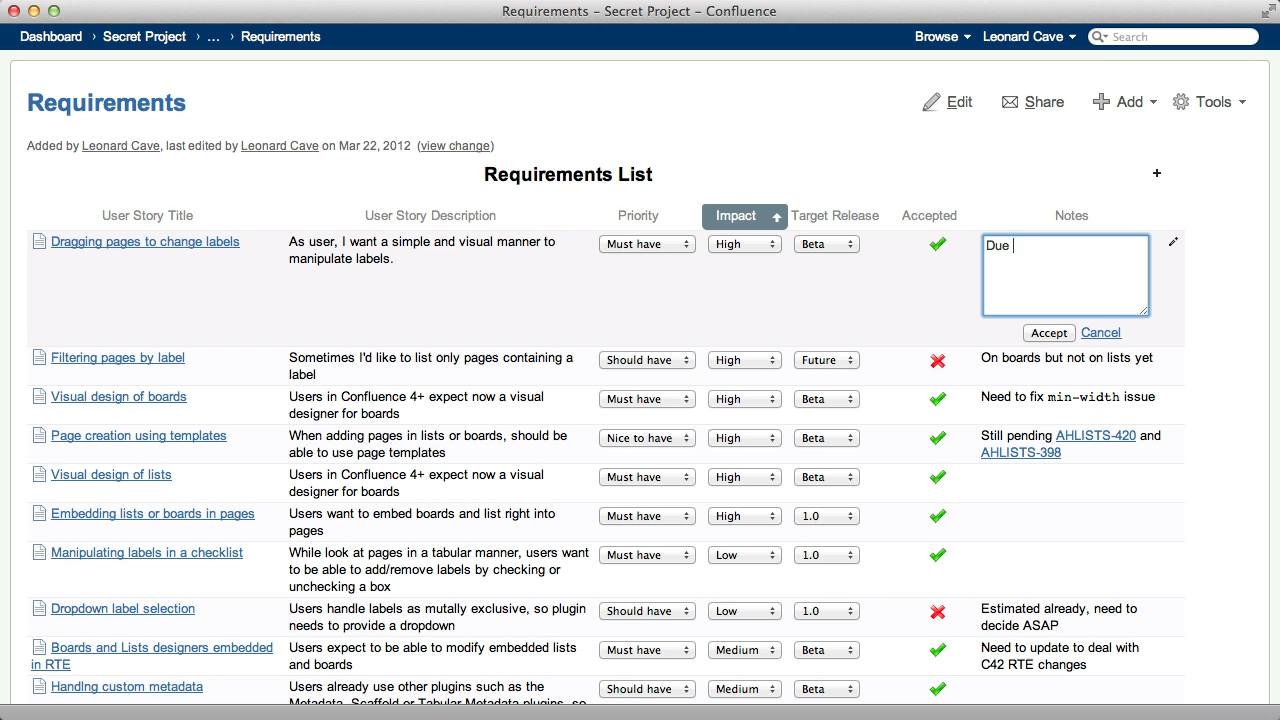 Requirements – Secret Project – Confluence
Dashboard › Secret Project › ... › Requirements Browse Leonard Cave Search
Requirements
Edit Share Add Tools
Added by Leonard Cave, last edited by Leonard Cave on Mar 22, 2012 (view change)
Requirements List +
User Story Title User Story Description Priority Impact Target Release Accepted Notes
Dragging pages to change labels As user, I want a simple and visual manner to Must have High Beta Due
manipulate labels.
Accept Cancel
Filtering pages by label Sometimes I'd like to list only pages containing a Should have High Future On boards but not on lists yet
label
Visual design of boards Users in Confluence 4+ expect now a visual Must have High Beta Need to fix min-width issue
designer for boards
Page creation using templates When adding pages in lists or boards, should be Nice to have High Beta Still pending AHLISTS-420 and
able to use page templates AHLISTS-398
Visual design of lists Users in Confluence 4+ expect now a visual Must have High Beta
designer for boards
Embedding lists or boards in pages Users want to embed boards and list right into Must have High 1.0
pages
Manipulating labels in a checklist While look at pages in a tabular manner, users want Must have Low 1.0
to be able to add/remove labels by checking or
unchecking a box
Dropdown label selection Users handle labels as mutally exclusive, so plugin Should have Low 1.0 Estimated already, need to
needs to provide a dropdown decide ASAP
Boards and Lists designers embedded Users expect to be able to modify embedded lists Must have Medium Beta Need to update to deal with
in RTE and boards C42 RTE changes
Handlng custom metadata Users already use other plugins such as the Should have Medium Beta
Metadata, Scaffold or Tabular Metadata plugins, so